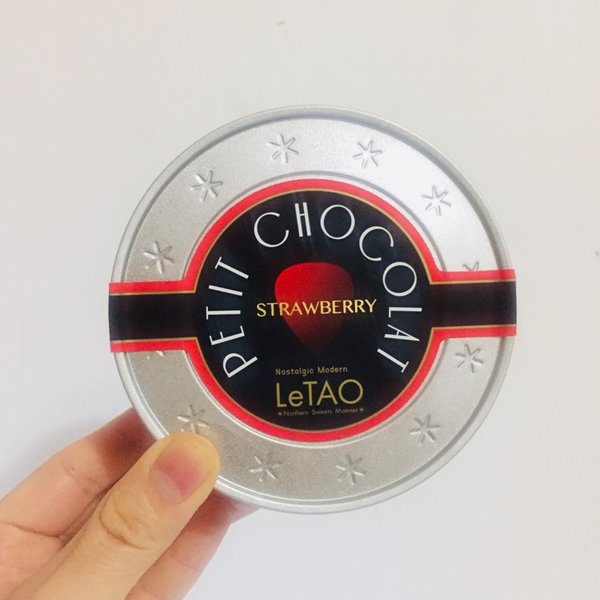 PETIT CHOCOLAT
STRAWBERRY
Nostalgic Modern
LeTAO
✳Northern Sweets Manner✳